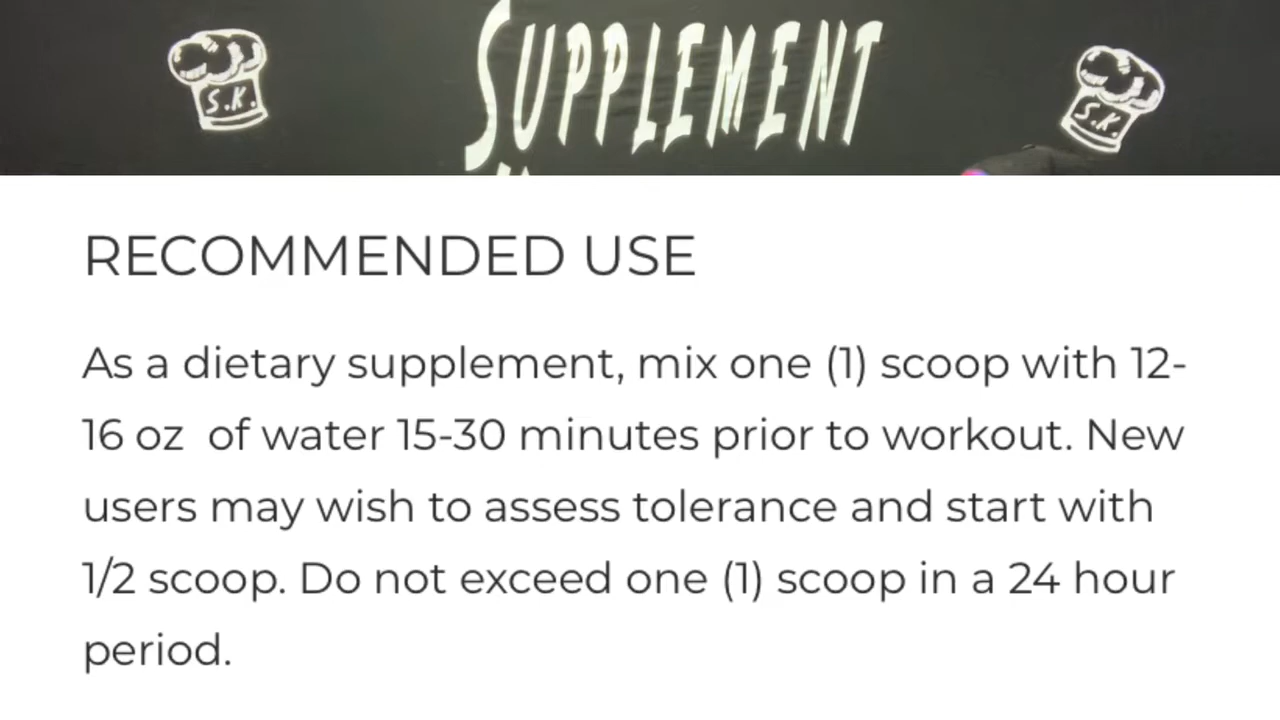 SUPPLEMENT
S.K.
S.K.
RECOMMENDED USE
As a dietary supplement, mix one (1) scoop with 12-
16 oz of water 15-30 minutes prior to workout. New
users may wish to assess tolerance and start with
1/2 scoop. Do not exceed one (1) scoop in a 24 hour
period.